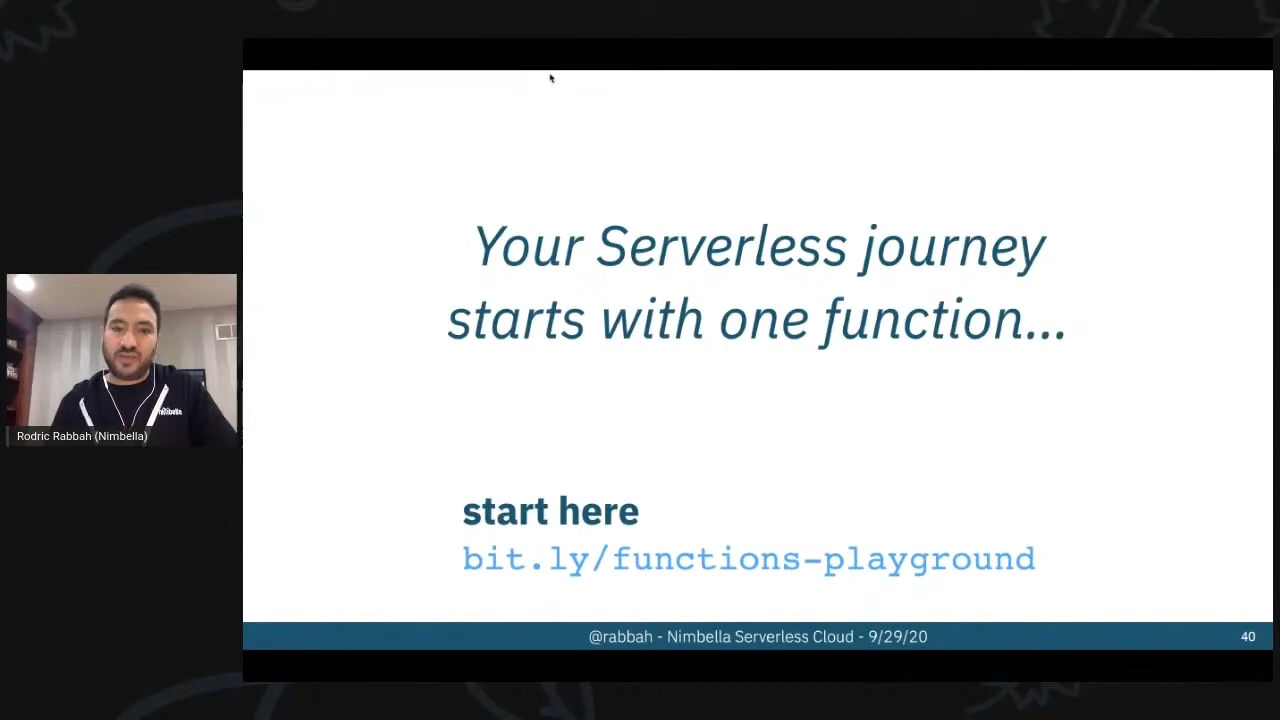 Your Serverless journey
starts with one function...
start here
bit.ly/functions-playground
@rabbah - Nimbella Serverless Cloud - 9/29/20
40
nimbella
Rodric Rabbah (Nimbella)